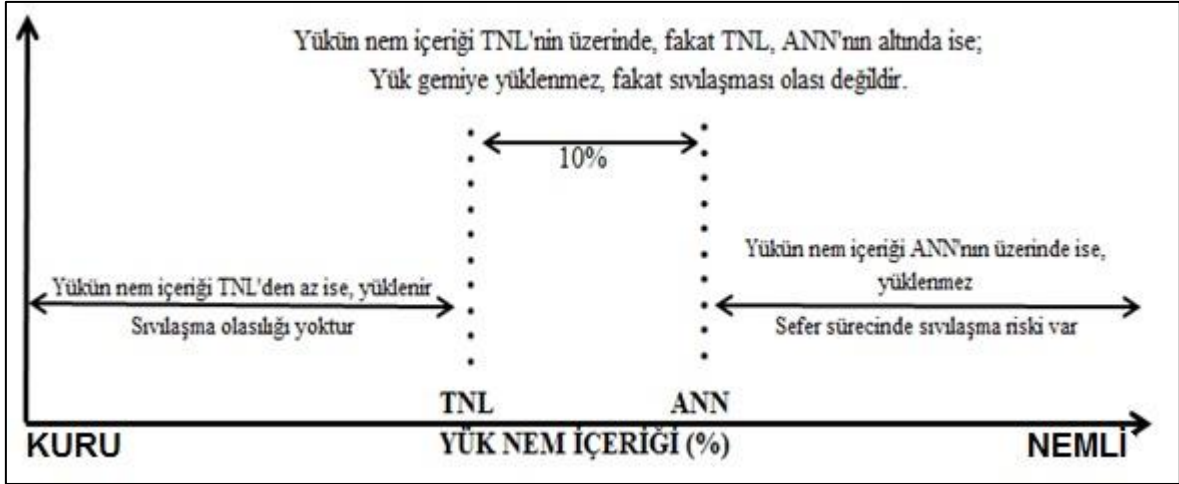 Yükün nem içeriği TNL'nin üzerinde, fakat TNL, ANN'nın altında ise;
Yük gemiye yüklenmez, fakat sıvılaşması olası değildir.
10%
Yükün nem içeriği TNL'den az ise, yüklenir
Sıvılaşma olasılığı yoktur
Yükün nem içeriği ANN'nın üzerinde ise,
yüklenmez
Sefer sürecinde sıvılaşma riski var
TNL
ANN
KURU
YÜK NEM İÇERİĞİ (%)
NEMLİ